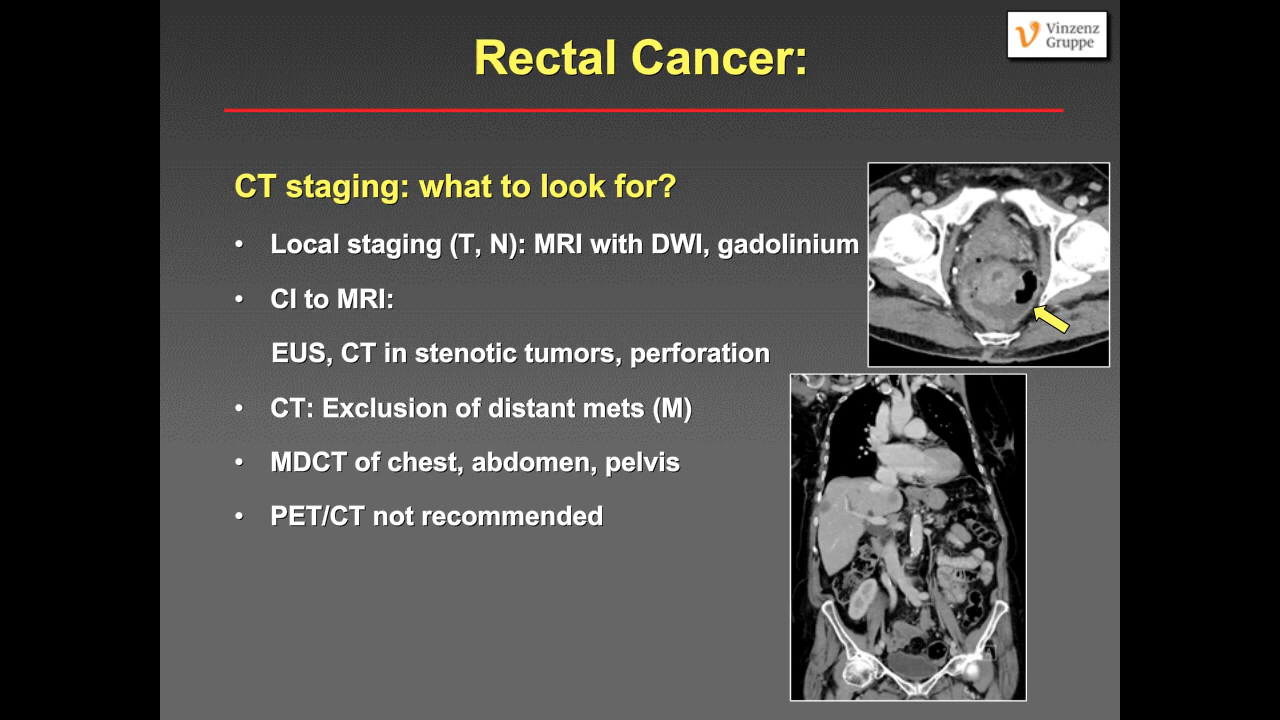 Rectal Cancer:
Vinzenz
Gruppe
CT staging: what to look for?
• Local staging (T, N): MRI with DWI, gadolinium
• CI to MRI:
EUS, CT in stenotic tumors, perforation
• CT: Exclusion of distant mets (M)
• MDCT of chest, abdomen, pelvis
• PET/CT not recommended